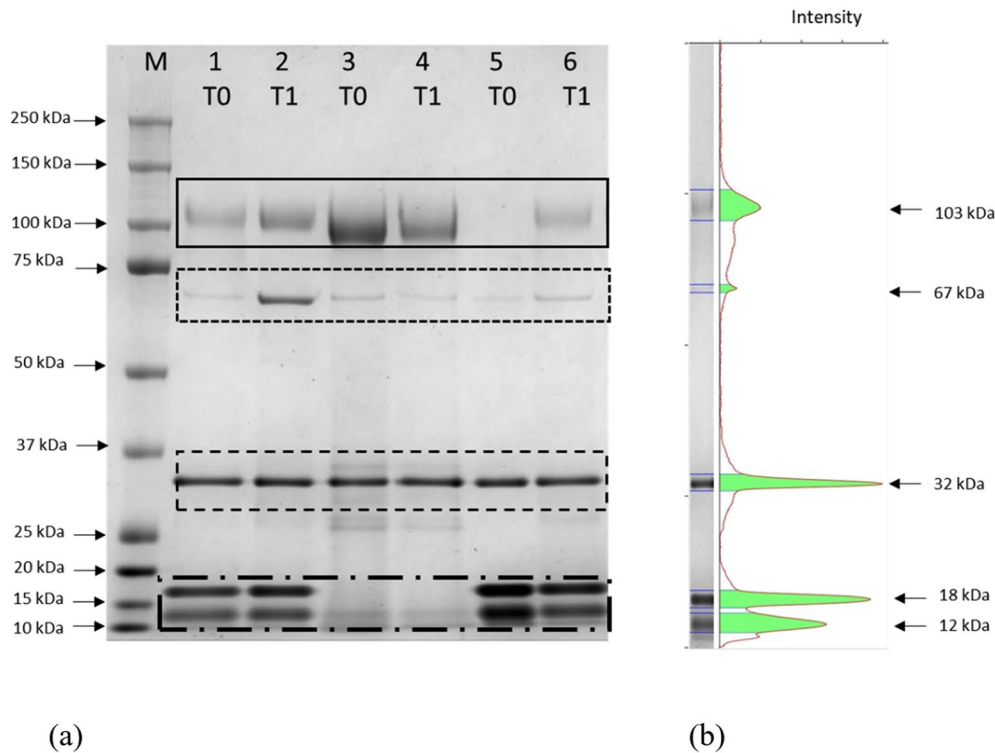 Intensity
M 1 2 3 4 5 6
T0 T1 T0 T1 T0 T1
250 kDa
150 kDa
100 kDa
75 kDa
50 kDa
37 kDa
25 kDa
20 kDa
15 kDa
10 kDa
103 kDa
67 kDa
32 kDa
18 kDa
12 kDa
(a) (b)